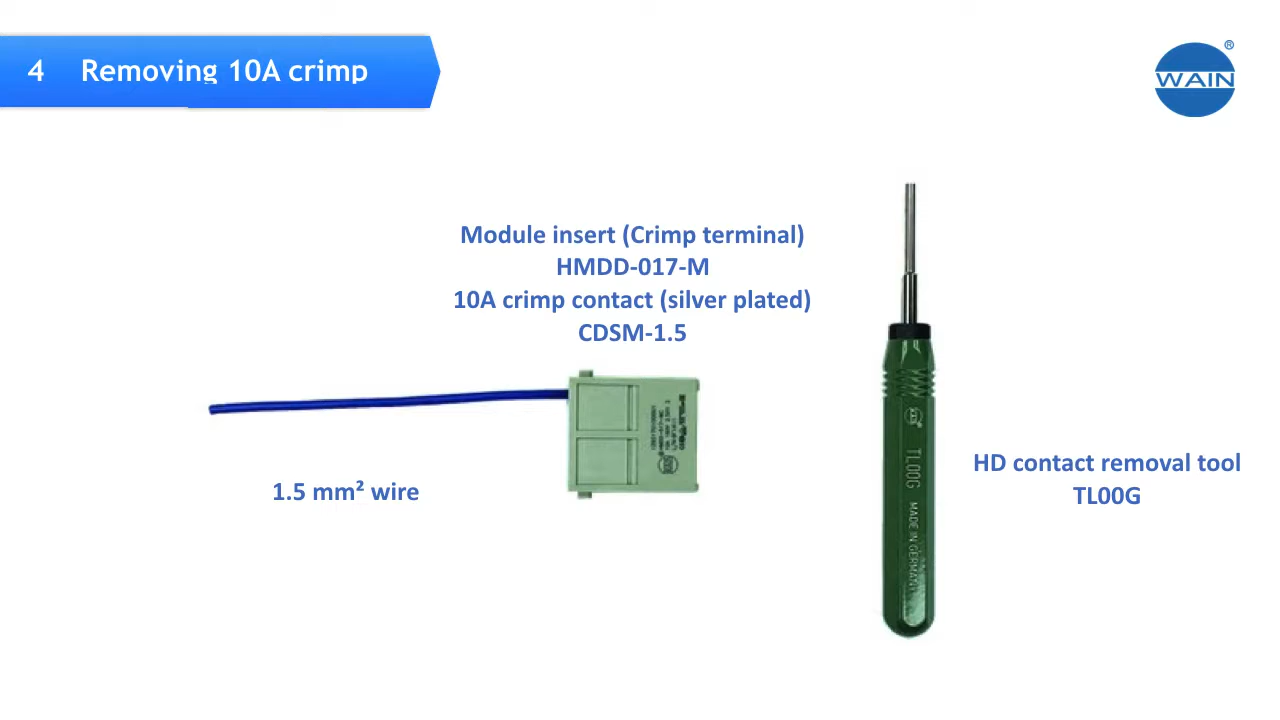 4 Removing 10A crimp
WAIN®
Module insert (Crimp terminal)
HMDD-017-M
10A crimp contact (silver plated)
CDSM-1.5
1.5 mm² wire
HD contact removal tool
TL00G
TL00G
MADE IN GERMANY